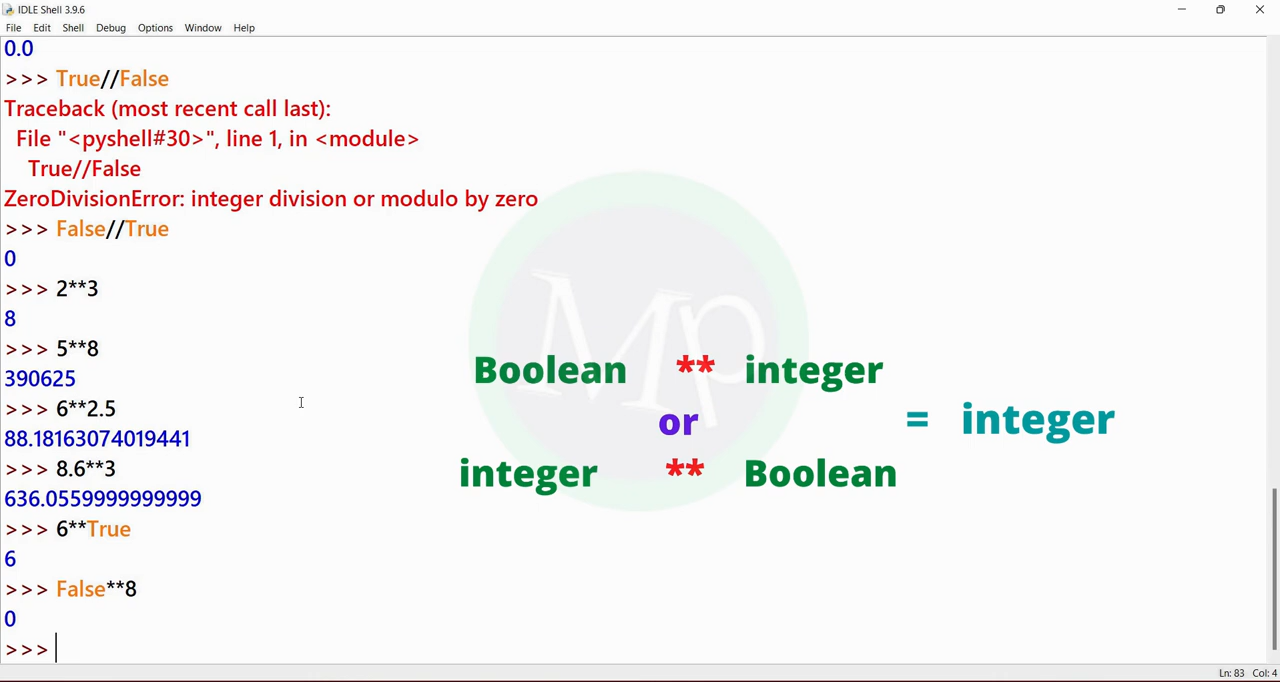 IDLE Shell 3.9.6
File Edit Shell Debug Options Window Help
0.0
>>> True//False
Traceback (most recent call last):
  File "<pyshell#30>", line 1, in <module>
    True//False
ZeroDivisionError: integer division or modulo by zero
>>> False//True
0
>>> 2**3
8
>>> 5**8
390625
>>> 6**2.5
88.18163074019441
>>> 8.6**3
636.0559999999999
>>> 6**True
6
>>> False**8
0
>>>
Mp
Boolean ** integer
or
= integer
integer ** Boolean
Ln: 83 Col: 4